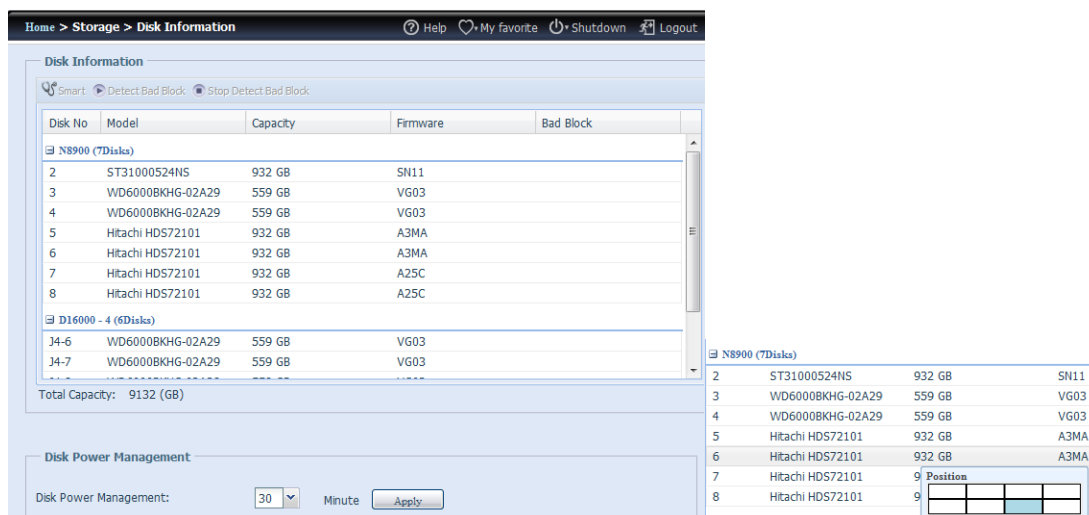 Home > Storage > Disk Information Help My favorite Shutdown Logout
Disk Information
Smart Detect Bad Block Stop Detect Bad Block
Disk No Model Capacity Firmware Bad Block
N8900 (7Disks)
2 ST31000524NS 932 GB SN11
3 WD6000BKHG-02A29 559 GB VG03
4 WD6000BKHG-02A29 559 GB VG03
5 Hitachi HDS72101 932 GB A3MA
6 Hitachi HDS72101 932 GB A3MA
7 Hitachi HDS72101 932 GB A25C
8 Hitachi HDS72101 932 GB A25C
D16000 - 4 (6Disks)
J4-6 WD6000BKHG-02A29 559 GB VG03
J4-7 WD6000BKHG-02A29 559 GB VG03
Total Capacity: 9132 (GB)
Disk Power Management
Disk Power Management: 30 Minute Apply
N8900 (7Disks)
2 ST31000524NS 932 GB SN11
3 WD6000BKHG-02A29 559 GB VG03
4 WD6000BKHG-02A29 559 GB VG03
5 Hitachi HDS72101 932 GB A3MA
6 Hitachi HDS72101 932 GB A3MA
7 Hitachi HDS72101 9 Position
8 Hitachi HDS72101 9